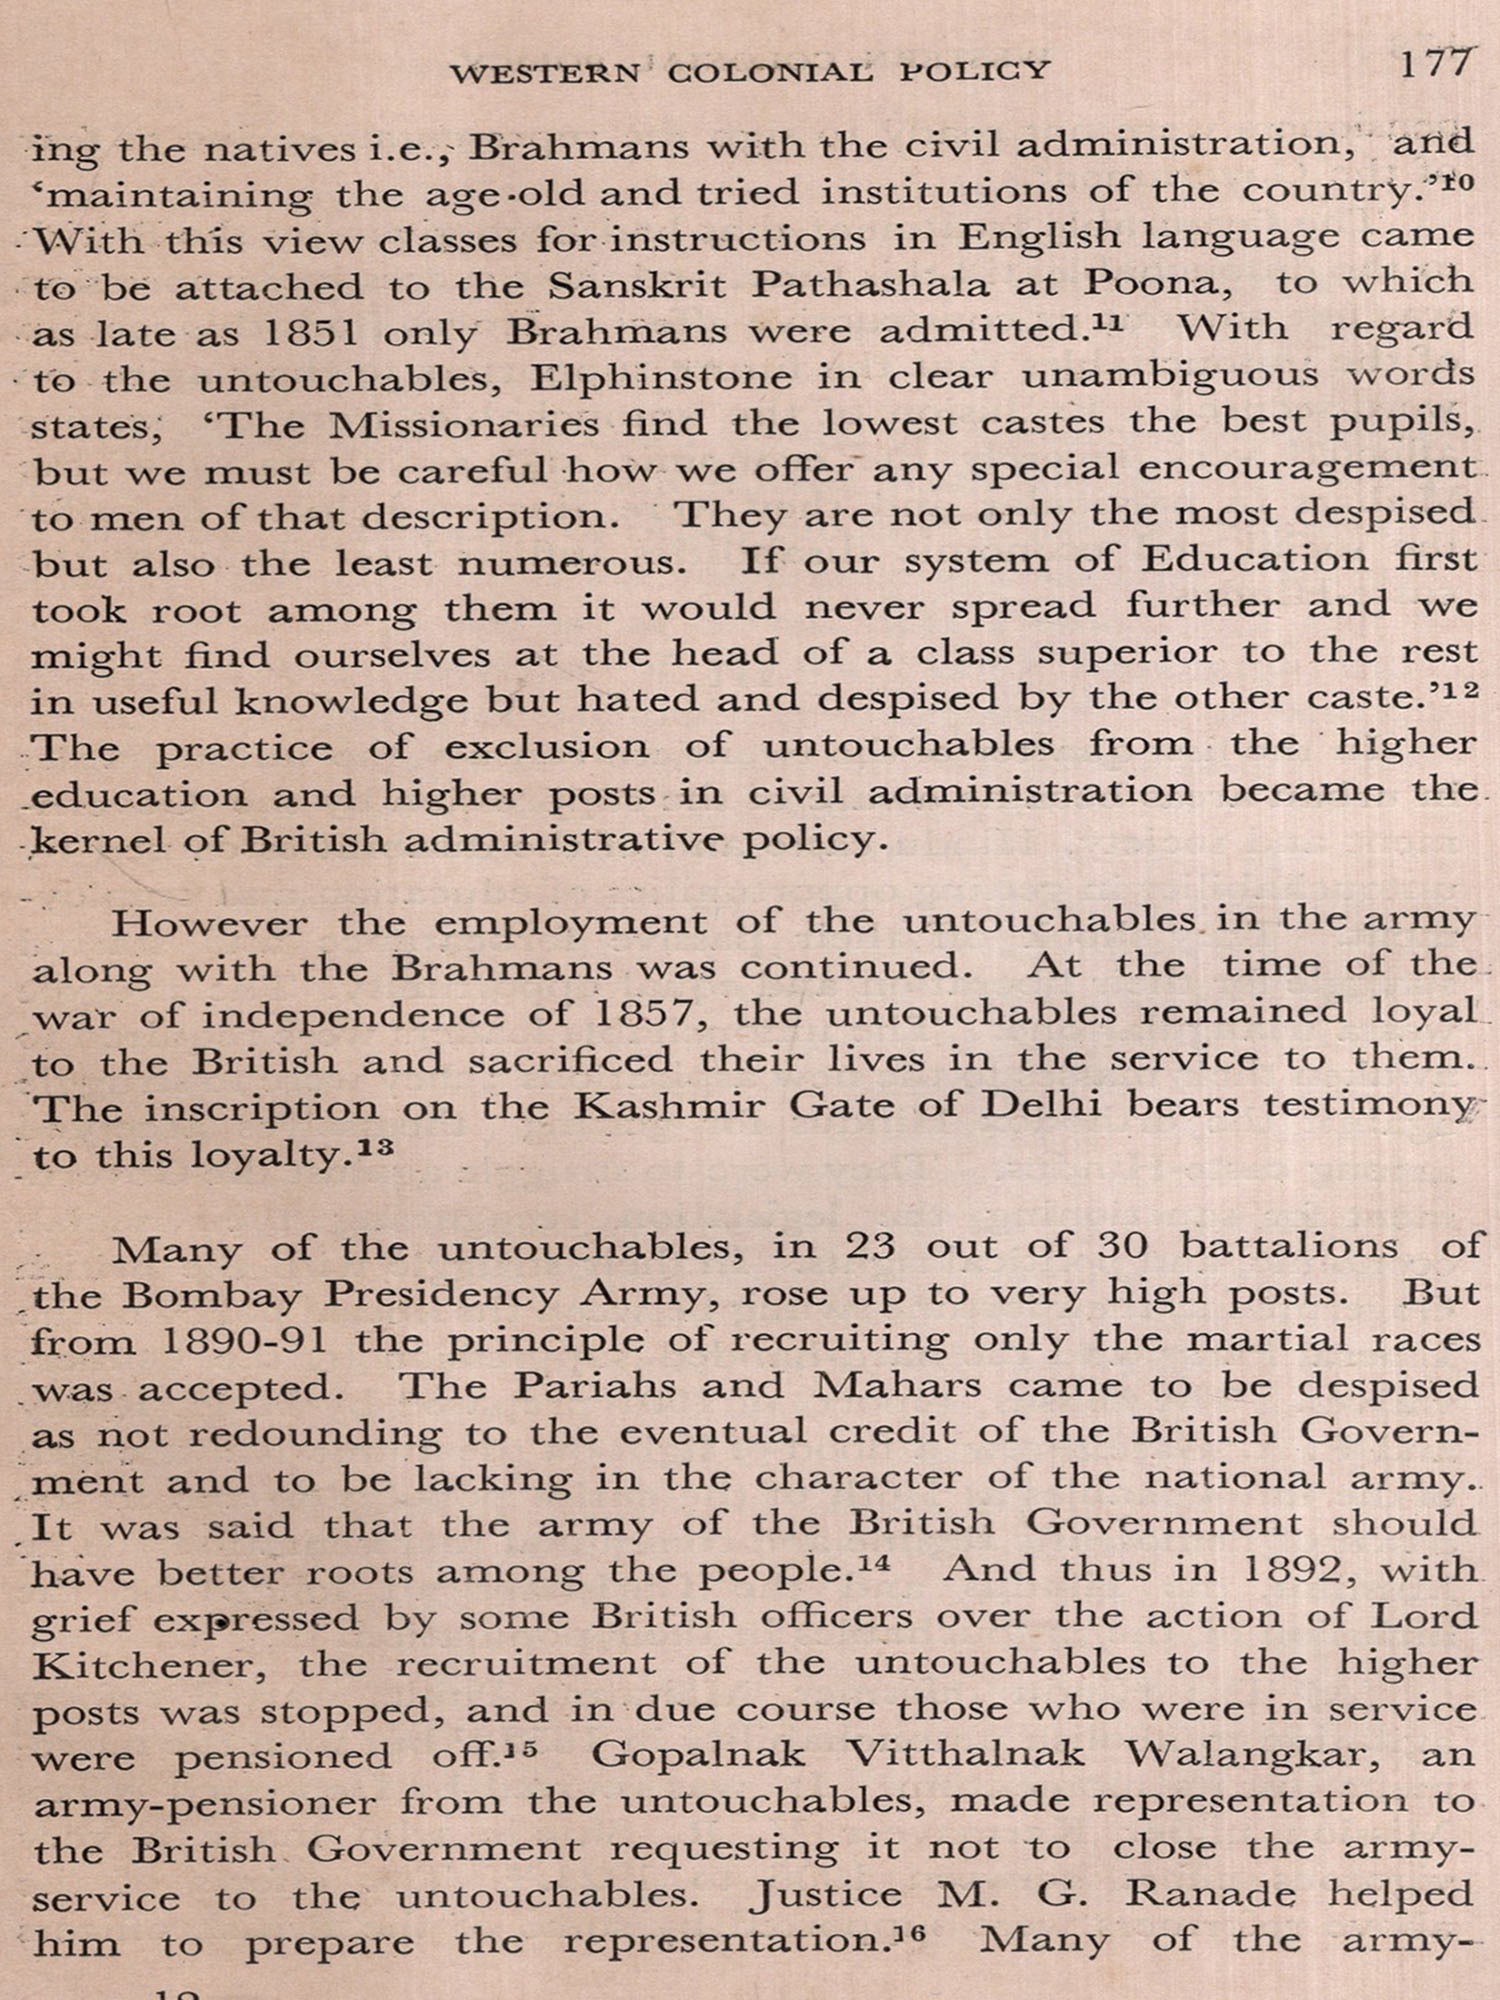 WESTERN COLONIAL POLICY 177
ing the natives i.e., Brahmans with the civil administration, and
‘maintaining the age-old and tried institutions of the country.’10
With this view classes for instructions in English language came
to be attached to the Sanskrit Pathashala at Poona, to which
as late as 1851 only Brahmans were admitted.11 With regard
to the untouchables, Elphinstone in clear unambiguous words
states, ‘The Missionaries find the lowest castes the best pupils,
but we must be careful how we offer any special encouragement
to men of that description. They are not only the most despised
but also the least numerous. If our system of Education first
took root among them it would never spread further and we
might find ourselves at the head of a class superior to the rest
in useful knowledge but hated and despised by the other caste.’12
The practice of exclusion of untouchables from the higher
education and higher posts in civil administration became the
kernel of British administrative policy.
However the employment of the untouchables in the army
along with the Brahmans was continued. At the time of the
war of independence of 1857, the untouchables remained loyal
to the British and sacrificed their lives in the service to them.
The inscription on the Kashmir Gate of Delhi bears testimony
to this loyalty.13
Many of the untouchables, in 23 out of 30 battalions of
the Bombay Presidency Army, rose up to very high posts. But
from 1890-91 the principle of recruiting only the martial races
was accepted. The Pariahs and Mahars came to be despised
as not redounding to the eventual credit of the British Govern-
ment and to be lacking in the character of the national army.
It was said that the army of the British Government should
have better roots among the people.14 And thus in 1892, with
grief expressed by some British officers over the action of Lord
Kitchener, the recruitment of the untouchables to the higher
posts was stopped, and in due course those who were in service
were pensioned off.15 Gopalnak Vitthalnak Walangkar, an
army-pensioner from the untouchables, made representation to
the British Government requesting it not to close the army-
service to the untouchables. Justice M. G. Ranade helped
him to prepare the representation.16 Many of the army-